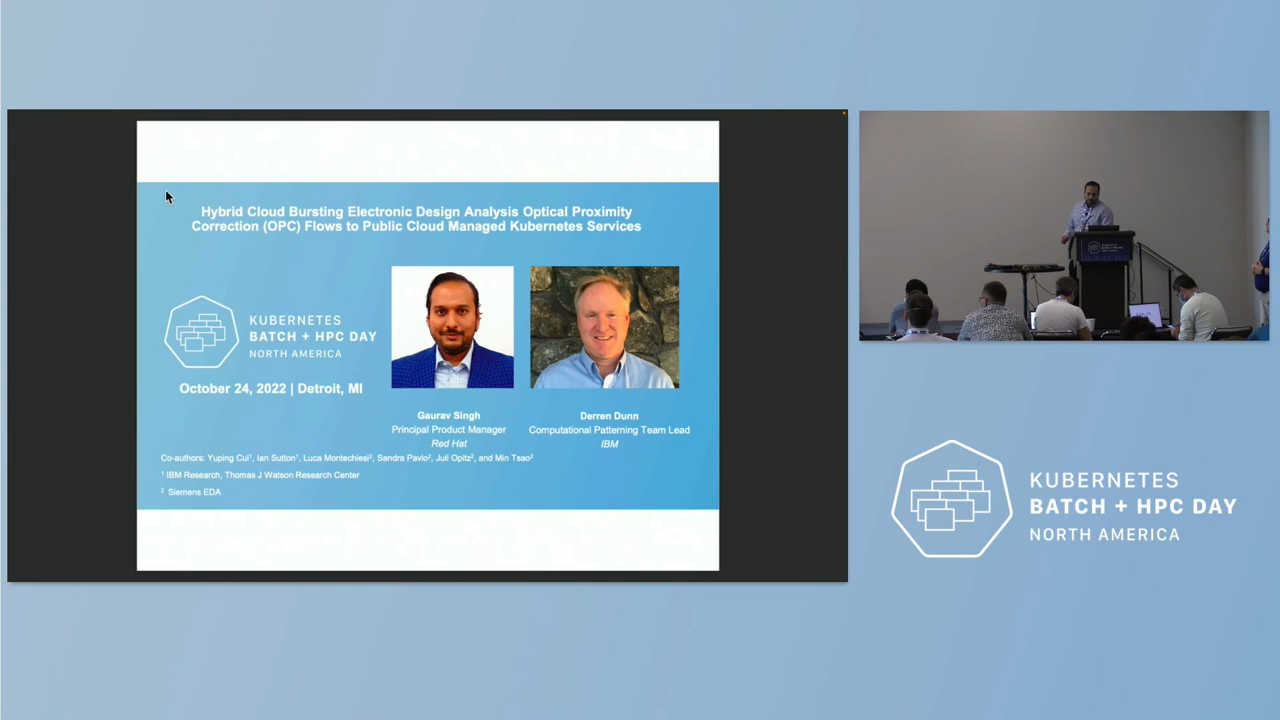 Hybrid Cloud Bursting Electronic Design Analysis Optical Proximity
Correction (OPC) Flows to Public Cloud Managed Kubernetes Services
KUBERNETES
BATCH + HPC DAY
NORTH AMERICA
October 24, 2022 | Detroit, MI
Gaurav Singh
Principal Product Manager
Red Hat
Derren Dunn
Computational Patterning Team Lead
IBM
Co-authors: Yuping Cui¹, Ian Sutton¹, Luca Montechiesi², Sandra Pavlo², Juli Opitz², and Min Tsao²
¹ IBM Research, Thomas J Watson Research Center
² Siemens EDA
KUBERNETES
BATCH + HPC DAY
NORTH AMERICA